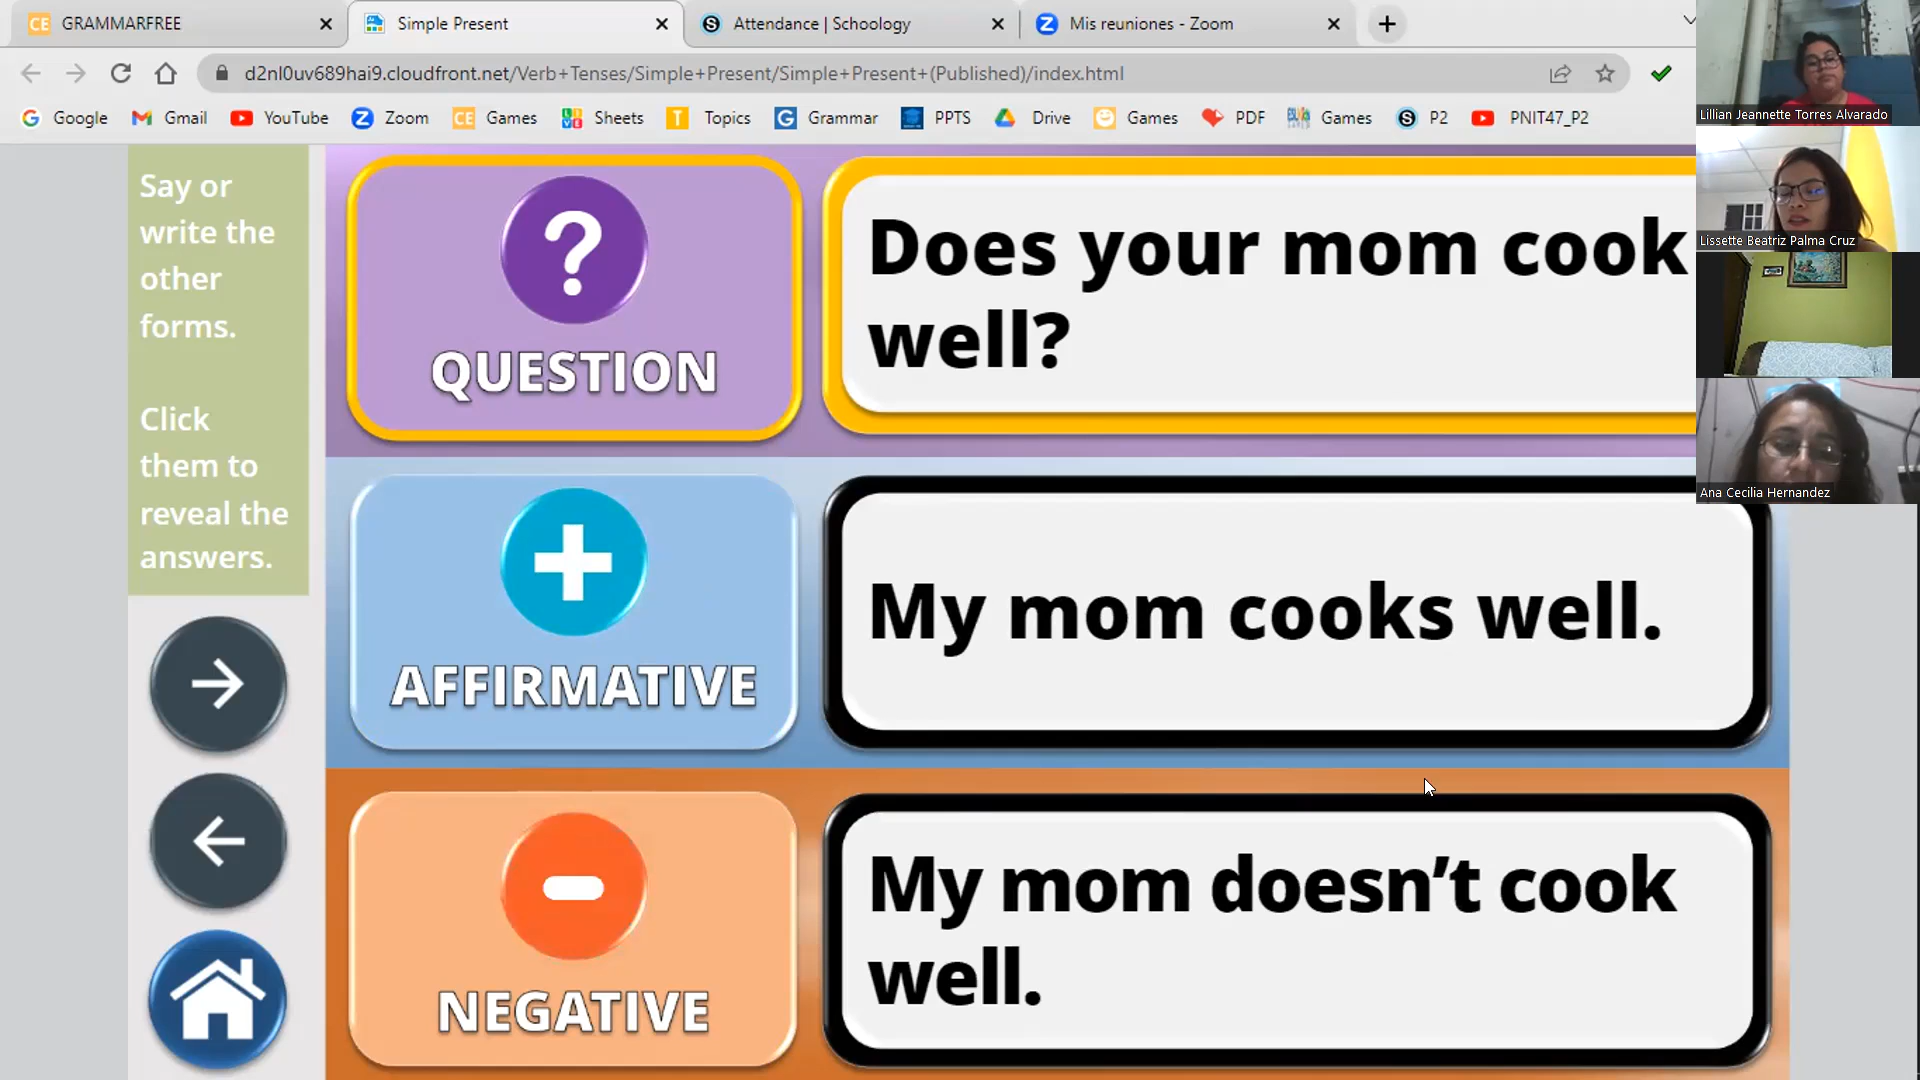 GRAMMARFREE
Simple Present
Attendance | Schoology
Mis reuniones - Zoom
d2nl0uv689hai9.cloudfront.net/Verb+Tenses/Simple+Present/Simple+Present+(Published)/index.html
Google
Gmail
YouTube
Zoom
CE
Games
Sheets
T
Topics
Grammar
PPTS
Drive
Games
PDF
Games
P2
PNIT47_P2
Lillian Jeannette Torres Alvarado
Lissette Beatriz Palma Cruz
Ana Cecilia Hernandez
Say or
write the
other
forms.
Click
them to
reveal the
answers.
?
QUESTION
Does your mom cook
well?
AFFIRMATIVE
My mom cooks well.
NEGATIVE
My mom doesn’t cook
well.